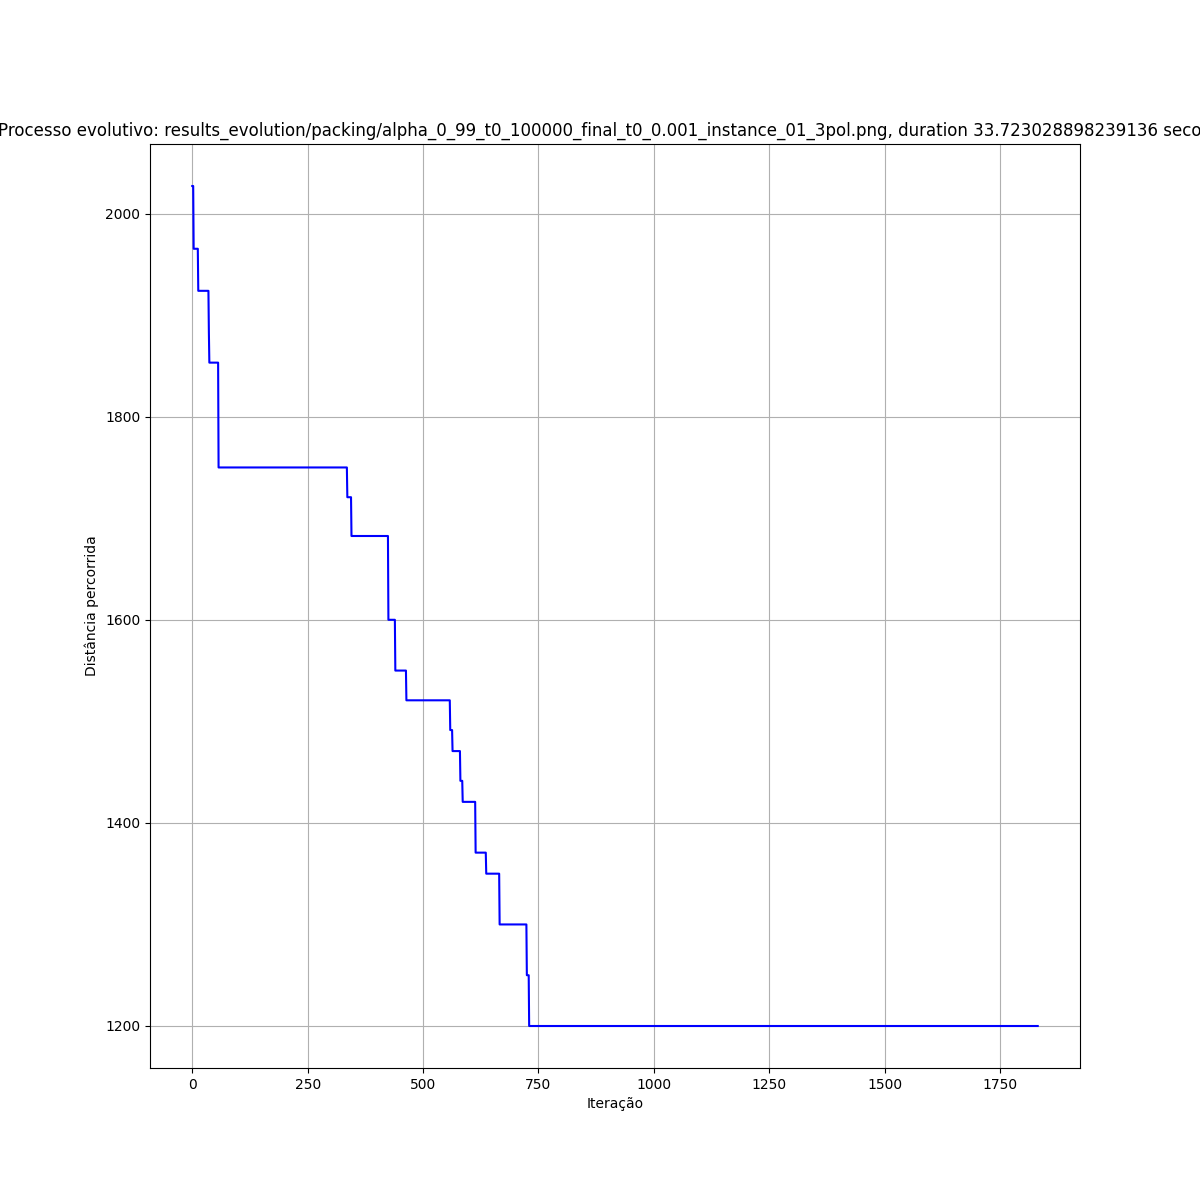 Processo evolutivo: results_evolution/packing/alpha_0_99_t0_100000_final_t0_0.001_instance_01_3pol.png, duration 33.723028898239136 seco
2000
1800
1600
1400
1200
Distância percorrida
0 250 500 750 1000 1250 1500 1750
Iteração